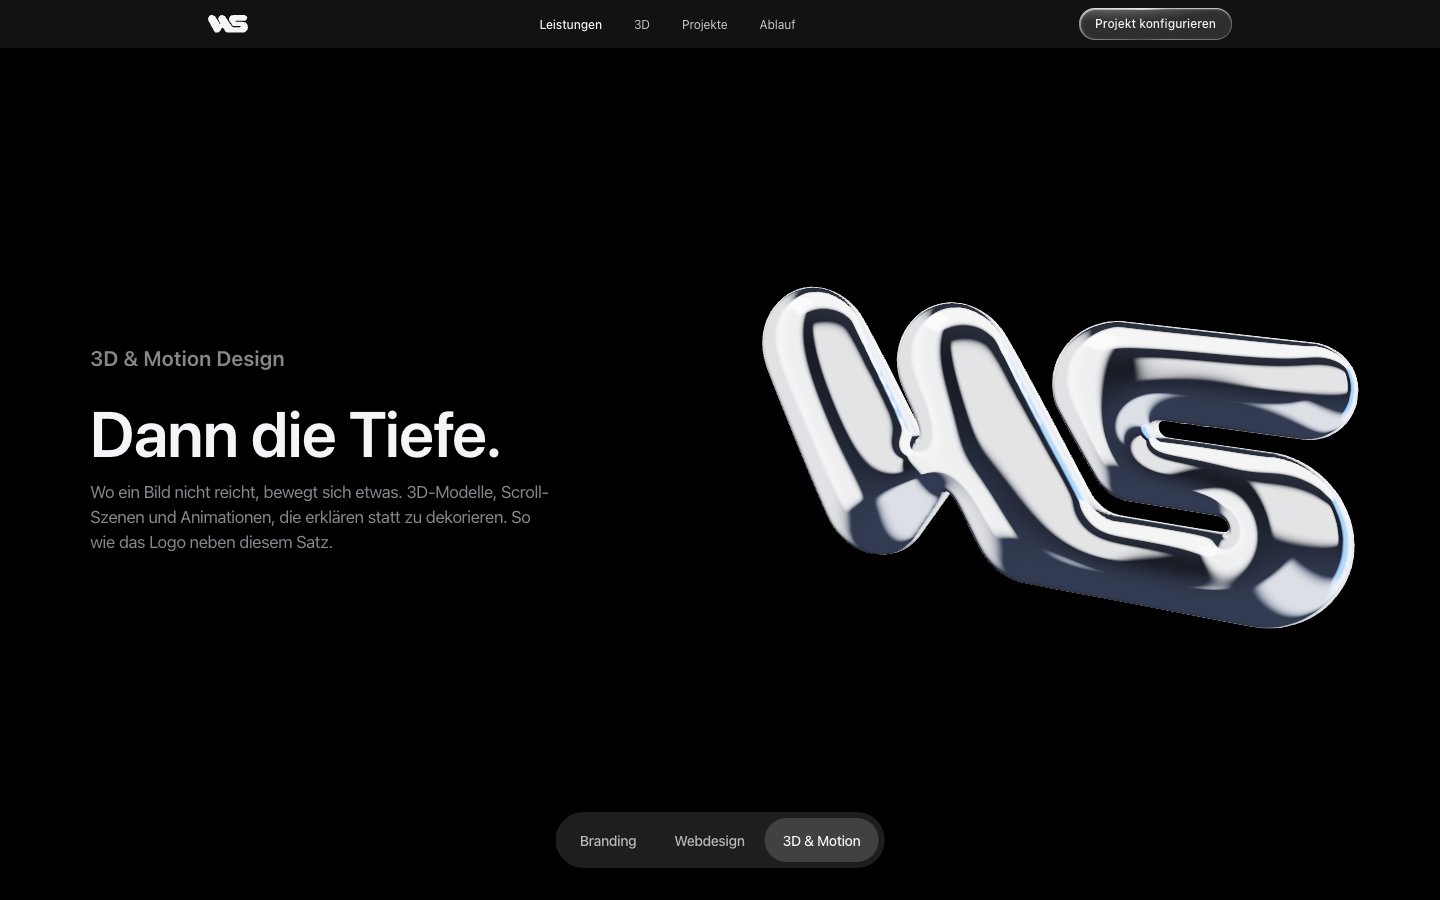 WS
Leistungen
3D
Projekte
Ablauf
Projekt konfigurieren
3D & Motion Design
Dann die Tiefe.
Wo ein Bild nicht reicht, bewegt sich etwas. 3D-Modelle, Scroll-
Szenen und Animationen, die erklären statt zu dekorieren. So
wie das Logo neben diesem Satz.
WS
Branding
Webdesign
3D & Motion